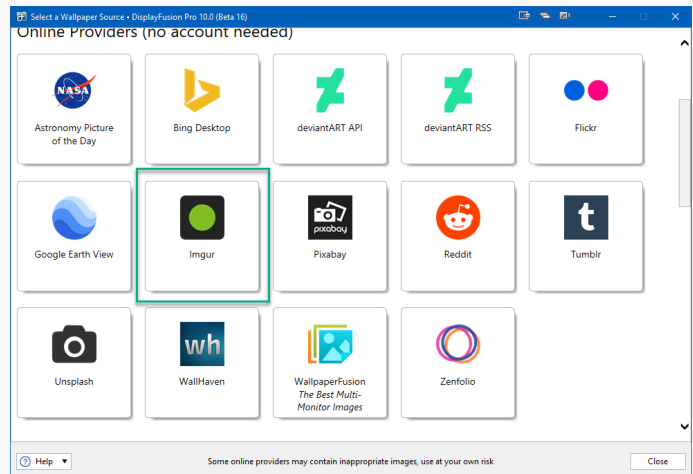 Select a Wallpaper Source • DisplayFusion Pro 10.0 (Beta 16)
Online Providers (no account needed)
NASA
Astronomy Picture
of the Day
Bing Desktop
deviantART API
deviantART RSS
Flickr
Google Earth View
Imgur
pixabay
Pixabay
Reddit
t
Tumblr
Unsplash
wh
WallHaven
WallpaperFusion
The Best Multi-
Monitor Images
Zenfolio
Help
Some online providers may contain inappropriate images, use at your own risk
Close